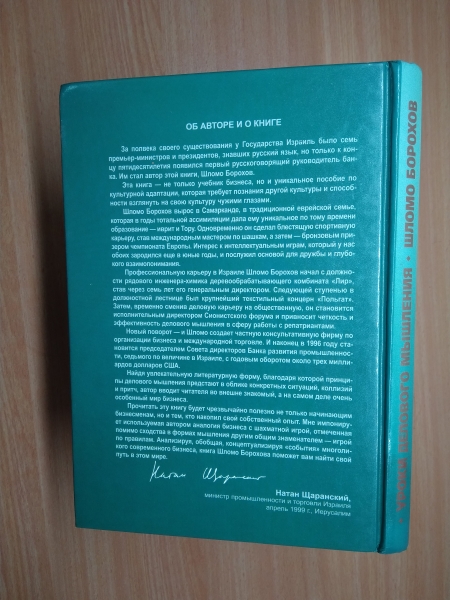 ОБ АВТОРЕ И О КНИГЕ
За полвека своего существования у Государства Израиль было семь
премьер-министров и президентов, знавших русский язык, но только к кон-
цу пятидесятилетия появился первый русскоговорящий руководитель бан-
ка. Им стал автор этой книги, Шломо Борохов.
Эта книга — не только учебник бизнеса, но и уникальное пособие по
культурной адаптации, которая требует познания другой культуры и способ-
ности взглянуть на свою культуру чужими глазами.
Шломо Борохов вырос в Самарканде, в традиционной еврейской семье,
которая в годы тотальной ассимиляции дала ему уникальное по тому времени
образование — иврит и Тору. Одновременно он сделал блестящую спортивную
карьеру, став международным мастером по шашкам, а затем — бронзовым при-
зером чемпионата Европы. Интерес к интеллектуальным играм, который у нас
обоих зародился еще в юные годы, и послужил основой для дружбы и глубо-
кого взаимопонимания.
Профессиональную карьеру в Израиле Шломо Борохов начал с должно-
сти рядового инженера-химика деревообрабатывающего комбината «Лир»,
став через семь лет его генеральным директором. Следующей ступенью в
должностной лестнице был крупнейший текстильный концерн «Польгат».
Затем, временно сменив деловую карьеру на общественную, он становится
исполнительным директором Сионистского форума и привносит четкость и
эффективность делового мышления в сферу работы с репатриантами.
Новый поворот — и Шломо создает частную консультативную фирму по
организации бизнеса и международной торговле. И наконец в 1996 году ста-
новится председателем Совета директоров Банка развития промышленнос-
ти, седьмого по величине в Израиле, с годовым оборотом около трех милли-
ардов долларов США.
Найдя увлекательную литературную форму, благодаря которой принци-
пы делового мышления предстают в облике конкретных ситуаций, коллизий
и притч, автор вводит читателя во внешне знакомый, а на самом деле очень
особенный мир бизнеса.
Прочитать эту книгу будет чрезвычайно полезно не только начинающим
бизнесменам, но и тем, кто накопил свой собственный опыт. Мне импониру-
ет используемая автором аналогия бизнеса с шахматной игрой, отмеченная
помимо сходства в формах мышления другим общим знаменателем — игрой
по правилам. Анализируя, обобщая, концептуализируя «события» многоли-
кого современного бизнеса, книга Шломо Борохова поможет вам найти свой
путь в этом мире.
Натан Щаранский
Натан Щаранский,
министр промышленности и торговли Израиля
апрель 1999 г., Иерусалим
ДЕЛОВОГО МЫШЛЕНИЯ • ШЛОМО БОРОХОВ